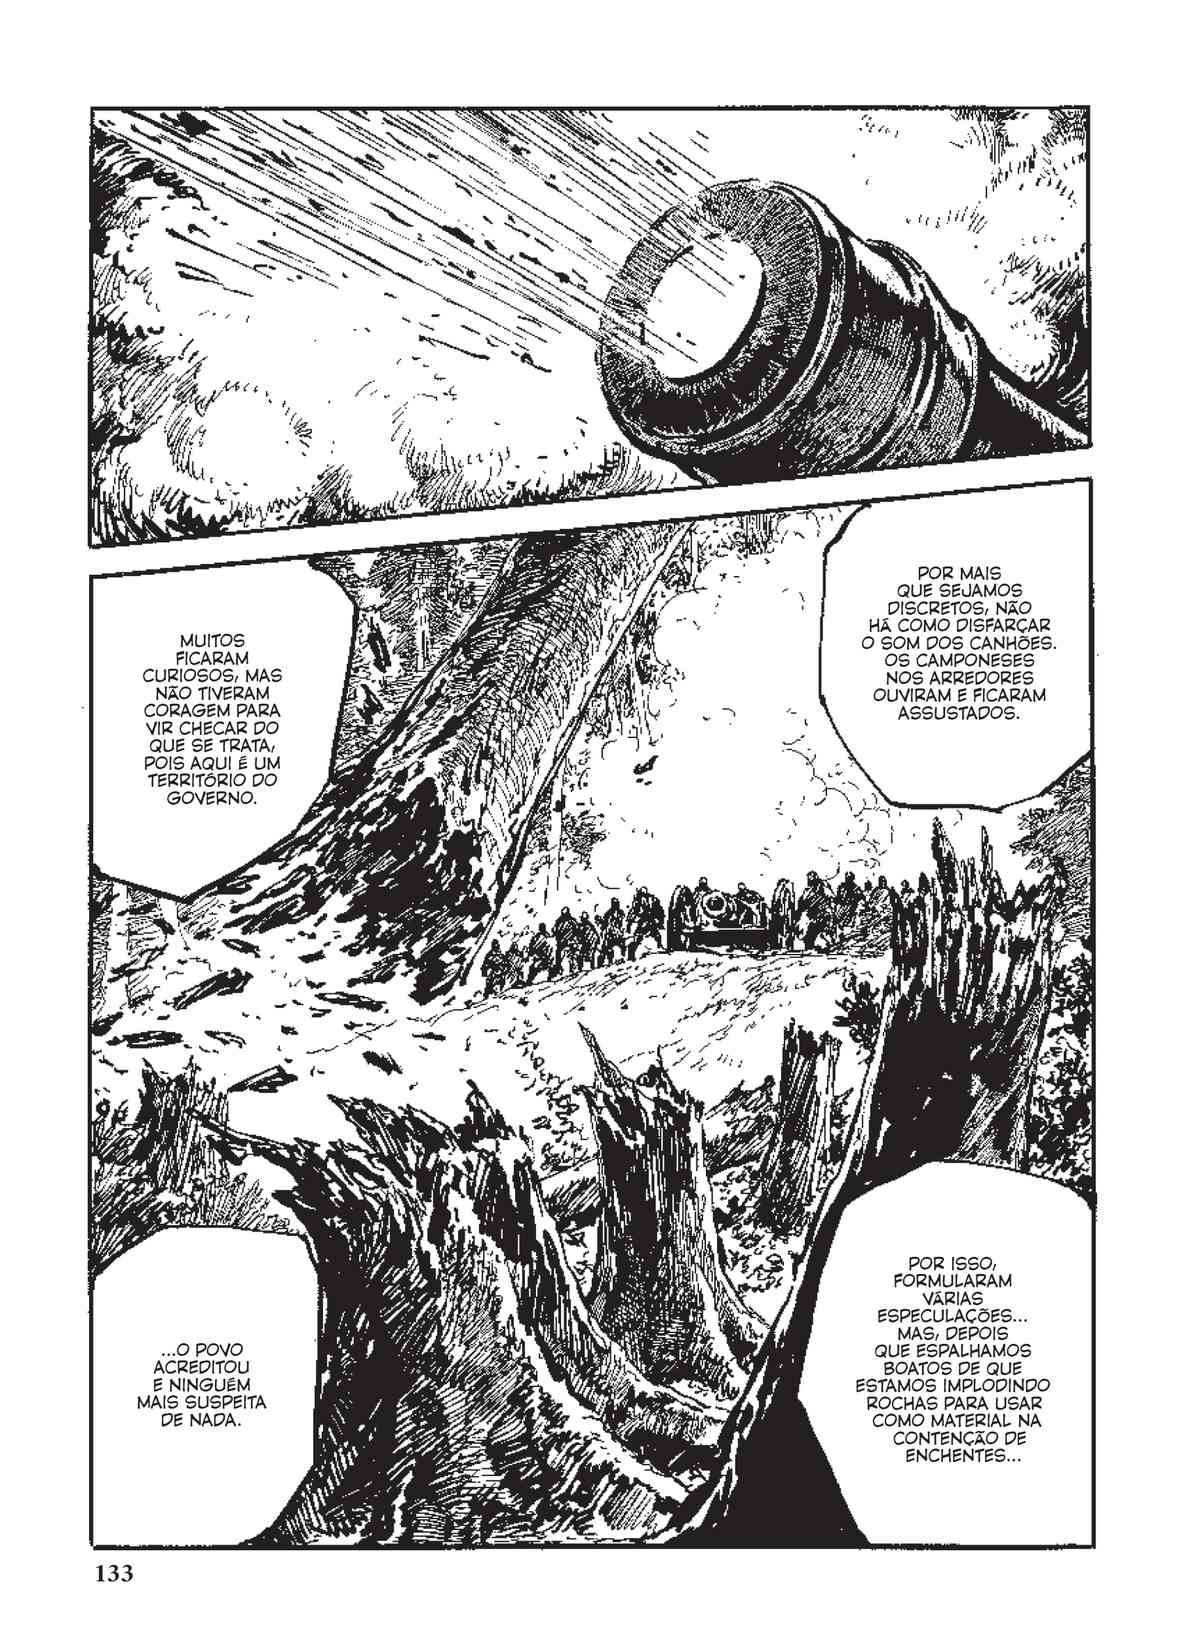 POR MAIS
QUE SEJAMOS
DISCRETOS, NÃO
HÁ COMO DISFARÇAR
O SOM DOS CANHÕES.
OS CAMPONESES
NOS ARREDORES
OUVIRAM E FICARAM
ASSUSTADOS.
MUITOS
FICARAM
CURIOSOS, MAS
NÃO TIVERAM
CORAGEM PARA
VIR CHECAR DO
QUE SE TRATA,
POIS AQUI É UM
TERRITÓRIO DO
GOVERNO.
POR ISSO,
FORMULARAM
VÁRIAS
ESPECULAÇÕES...
MAS, DEPOIS
QUE ESPALHAMOS
BOATOS DE QUE
ESTAMOS IMPLODINDO
ROCHAS PARA USAR
COMO MATERIAL NA
CONTENÇÃO DE
ENCHENTES...
...O POVO
ACREDITOU
E NINGUÉM
MAIS SUSPEITA
DE NADA.
133